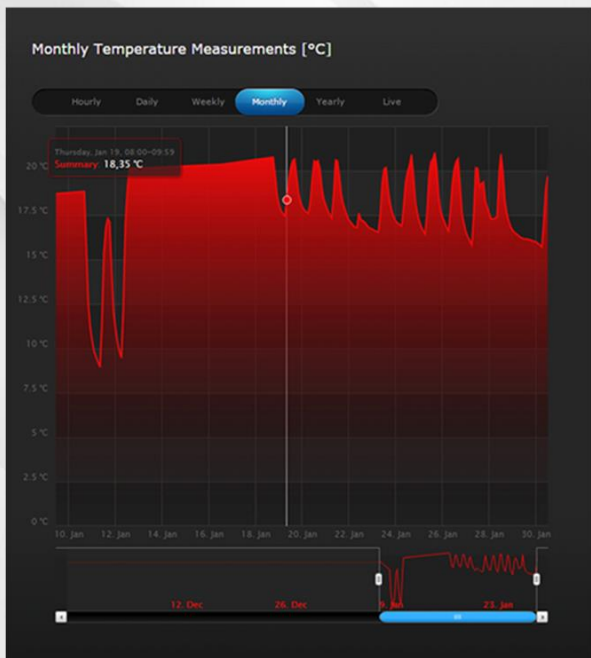 Monthly Temperature Measurements [°C]
Hourly Daily Weekly Monthly Yearly Live
Thursday, Jan 19, 08:00-09:59
Summary: 18,35 °C
20 °C
17.5 °C
15 °C
12.5 °C
10 °C
7.5 °C
5 °C
2.5 °C
0 °C
10. Jan 12. Jan 14. Jan 16. Jan 18. Jan 20. Jan 22. Jan 24. Jan 26. Jan 28. Jan 30. Jan
12. Dec 26. Dec 9. Jan 23. Jan